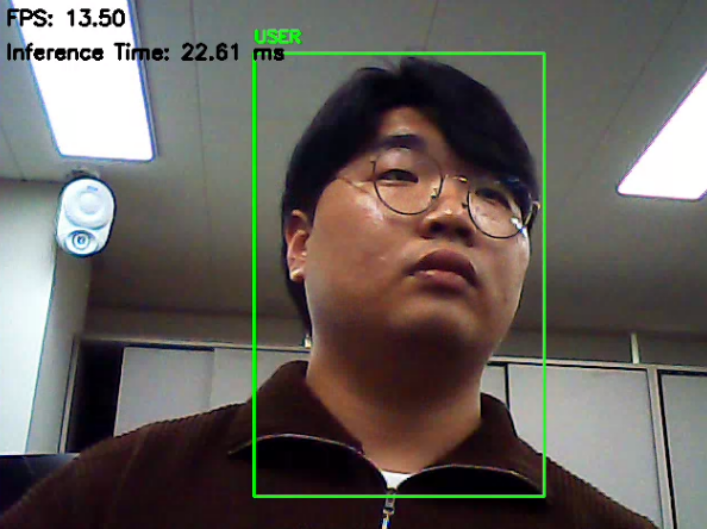 FPS: 13.50
USER
Inference Time: 22.61 ms